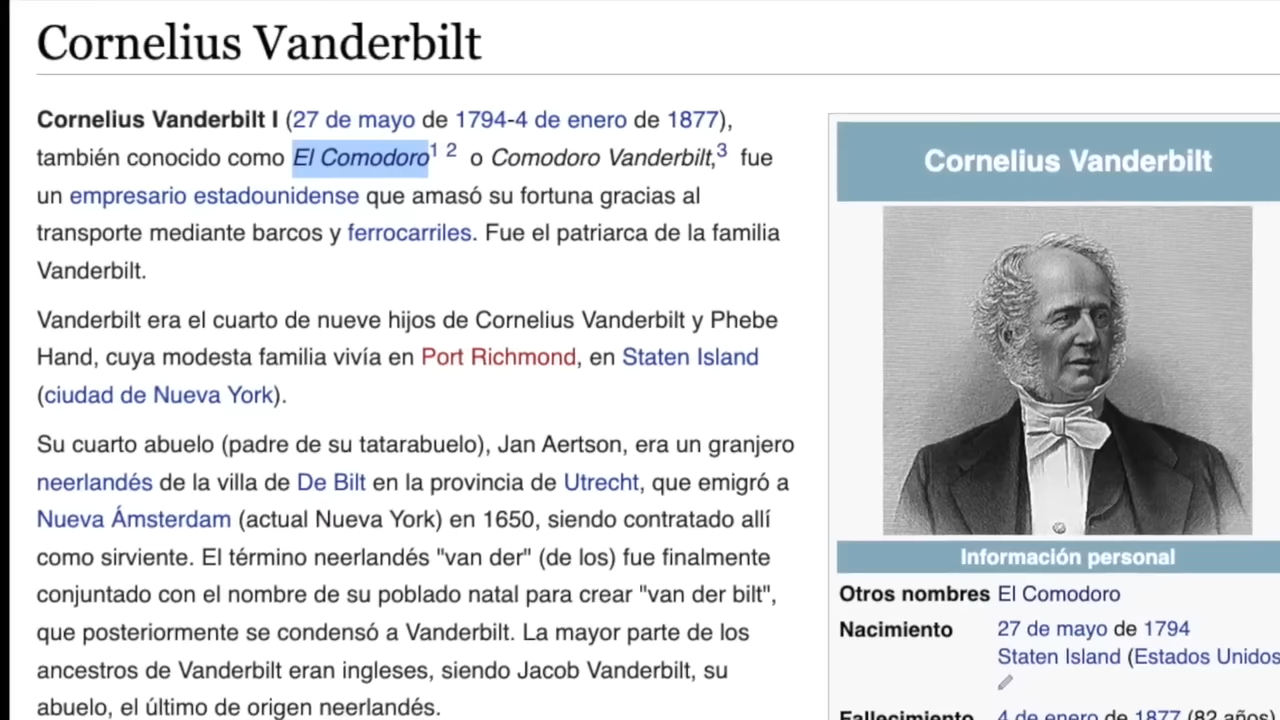 Cornelius Vanderbilt
Cornelius Vanderbilt I (27 de mayo de 1794-4 de enero de 1877),
también conocido como El Comodoro1 2 o Comodoro Vanderbilt,3 fue
un empresario estadounidense que amasó su fortuna gracias al
transporte mediante barcos y ferrocarriles. Fue el patriarca de la familia
Vanderbilt.
Vanderbilt era el cuarto de nueve hijos de Cornelius Vanderbilt y Phebe
Hand, cuya modesta familia vivía en Port Richmond, en Staten Island
(ciudad de Nueva York).
Su cuarto abuelo (padre de su tatarabuelo), Jan Aertson, era un granjero
neerlandés de la villa de De Bilt en la provincia de Utrecht, que emigró a
Nueva Ámsterdam (actual Nueva York) en 1650, siendo contratado allí
como sirviente. El término neerlandés "van der" (de los) fue finalmente
conjuntado con el nombre de su poblado natal para crear "van der bilt",
que posteriormente se condensó a Vanderbilt. La mayor parte de los
ancestros de Vanderbilt eran ingleses, siendo Jacob Vanderbilt, su
abuelo, el último de origen neerlandés.
Cornelius Vanderbilt
Información personal
Otros nombres El Comodoro
Nacimiento 27 de mayo de 1794
Staten Island (Estados Unidos
Fallecimiento 4 de enero de 1877 (82 años)